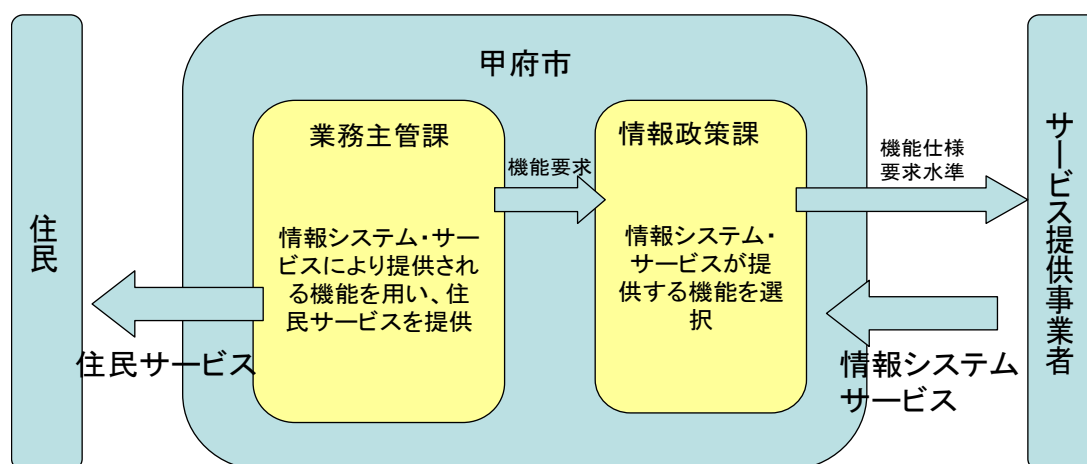 甲府市
住民
業務主管課
情報システム・サー
ビスにより提供され
る機能を用い、住
民サービスを提供
住民サービス
機能要求
情報政策課
情報システム・
サービスが提
供する機能を選
択
機能仕様
要求水準
情報システム
サービス
サービス提供事業者